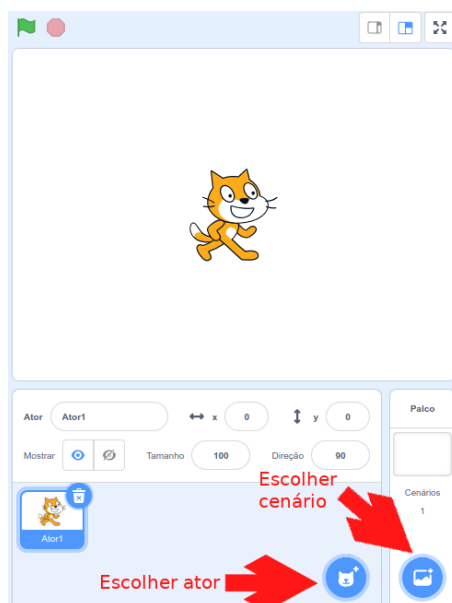 Ator Ator1 x 0 y 0
Mostrar Tamanho 100 Direção 90
Palco
Cenários
1
Ator1
Escolher
cenário
Escolher ator